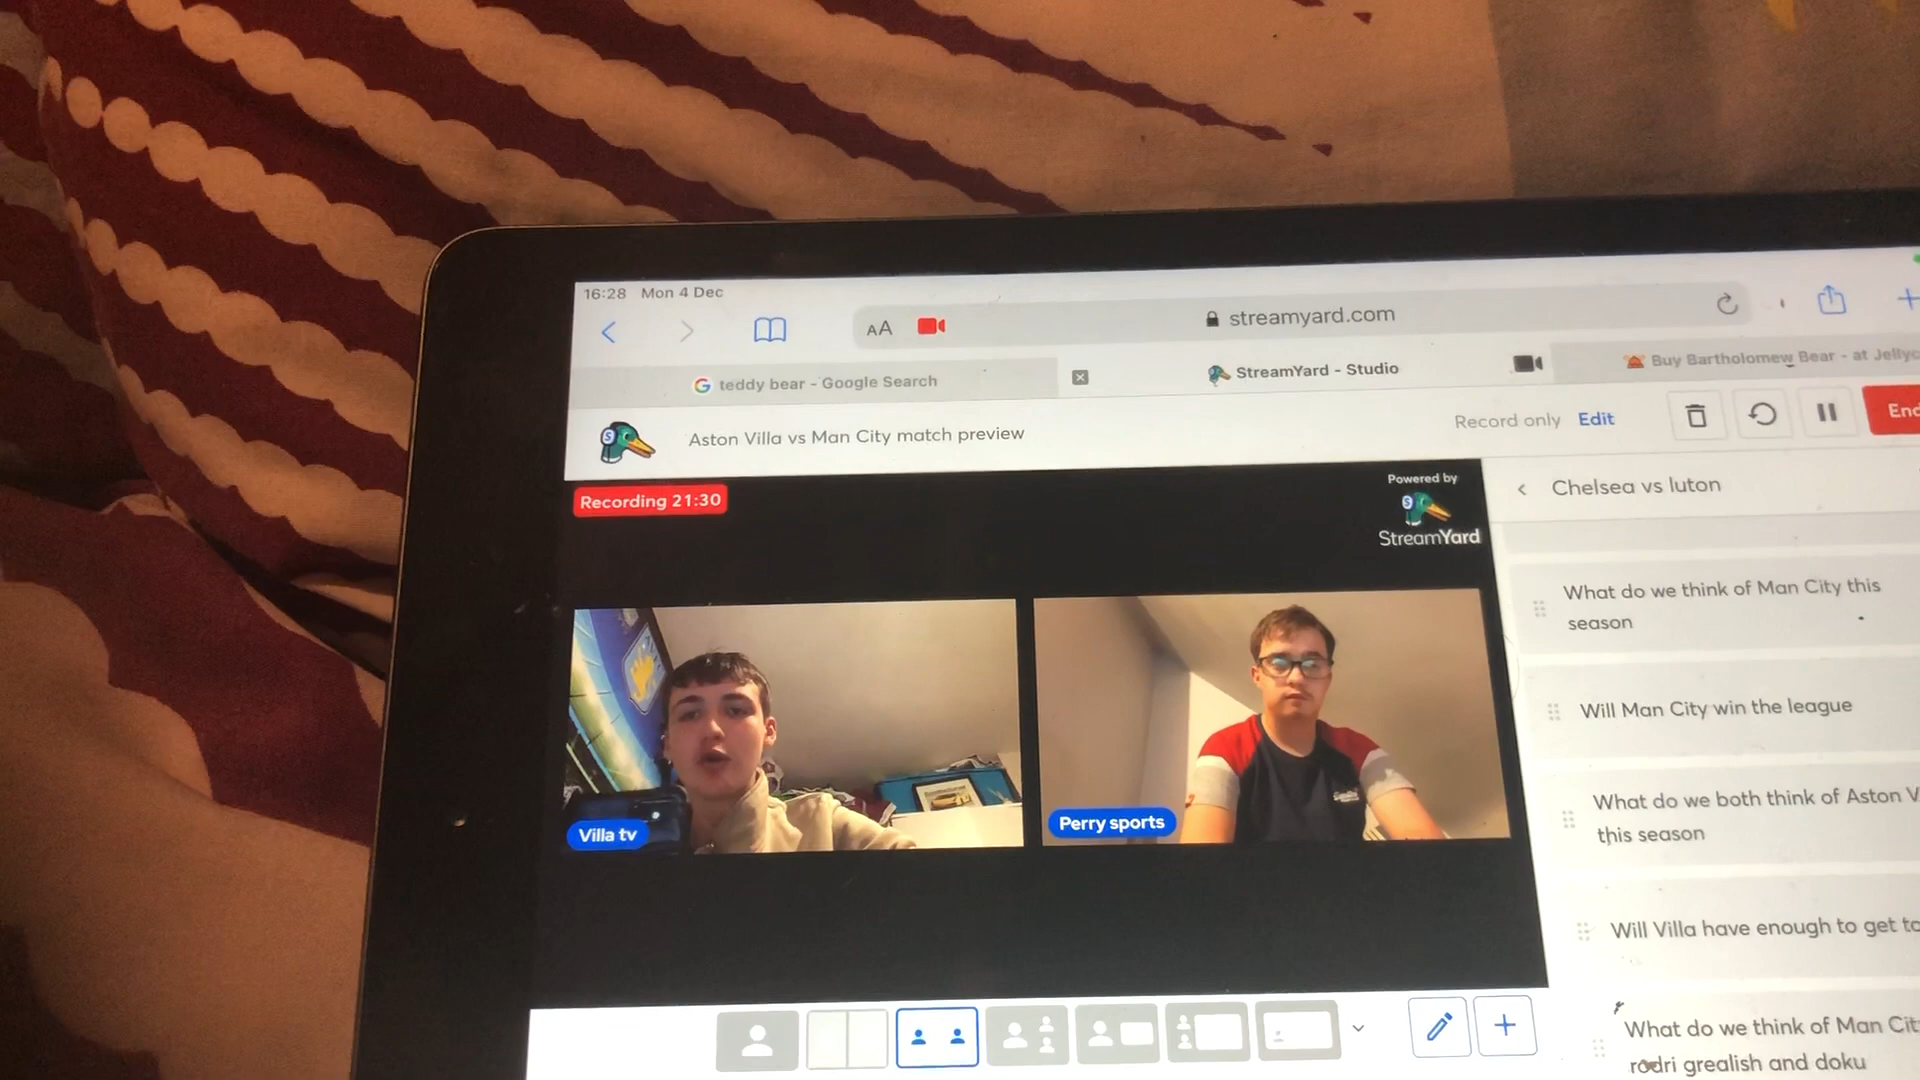 16:28 Mon 4 Dec
AA
streamyard.com
teddy bear - Google Search
StreamYard - Studio
Buy Bartholomew Bear - at Jellyc
Aston Villa vs Man City match preview
Record only Edit
End
Recording 21:30
Powered by
StreamYard
Chelsea vs luton
What do we think of Man City this
season
Will Man City win the league
What do we both think of Aston V
this season
Will Villa have enough to get to
What do we think of Man Cit
rodri grealish and doku
Villa tv
Perry sports